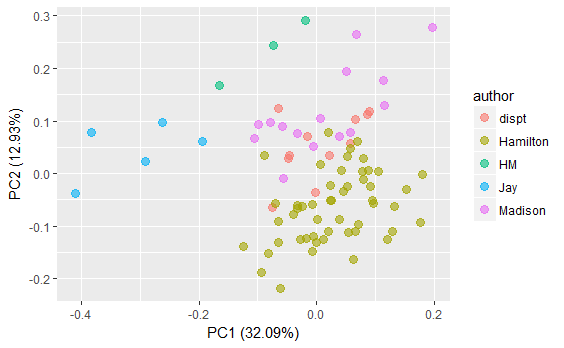 0.3
0.2
0.1
0.0
-0.1
-0.2
PC2 (12.93%)
-0.4
-0.2
0.0
0.2
PC1 (32.09%)
author
dispt
Hamilton
HM
Jay
Madison